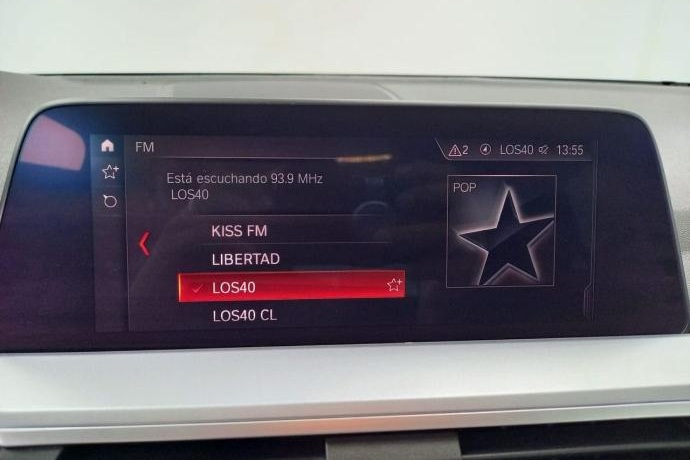 FM
2 LOS40 13:55
Está escuchando 93.9 MHz
LOS40
POP
KISS FM
LIBERTAD
LOS40
LOS40 CL